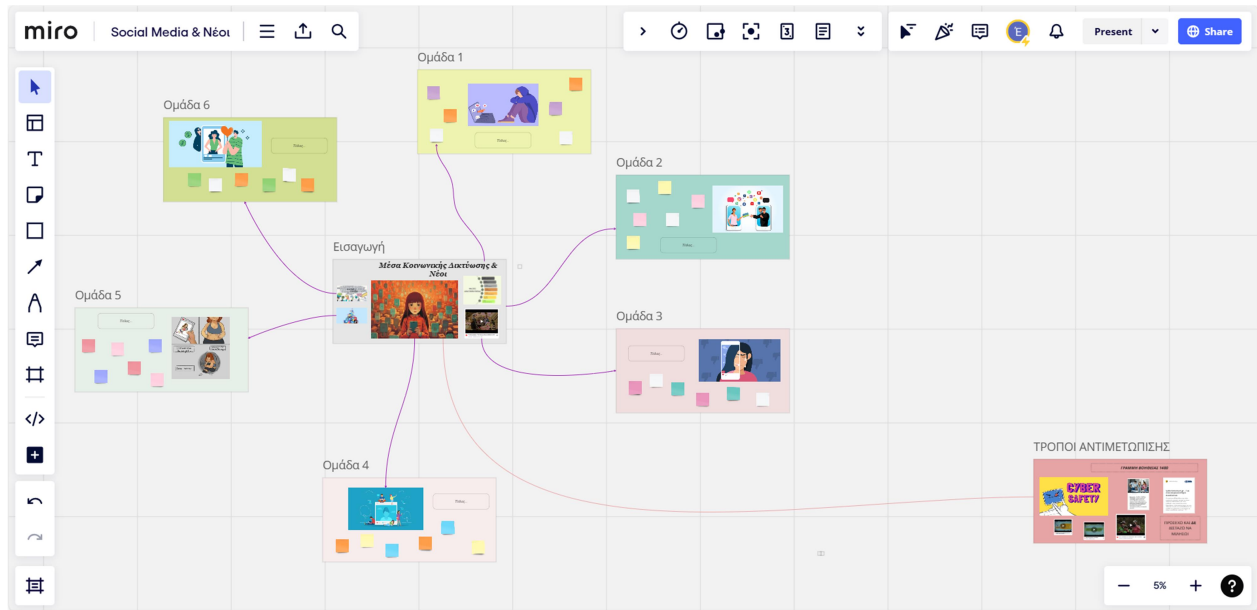 miro
Social Media & Νέοι
Present
Share
Ομάδα 1
Ομάδα 6
Ομάδα 2
Εισαγωγή
Μέσα Κοινωνικής Δικτύωσης &
Νέοι
Ομάδα 5
Ομάδα 3
Ομάδα 4
ΤΡΟΠΟΙ ΑΝΤΙΜΕΤΩΠΙΣΗΣ
CYBER
SAFETY
5%